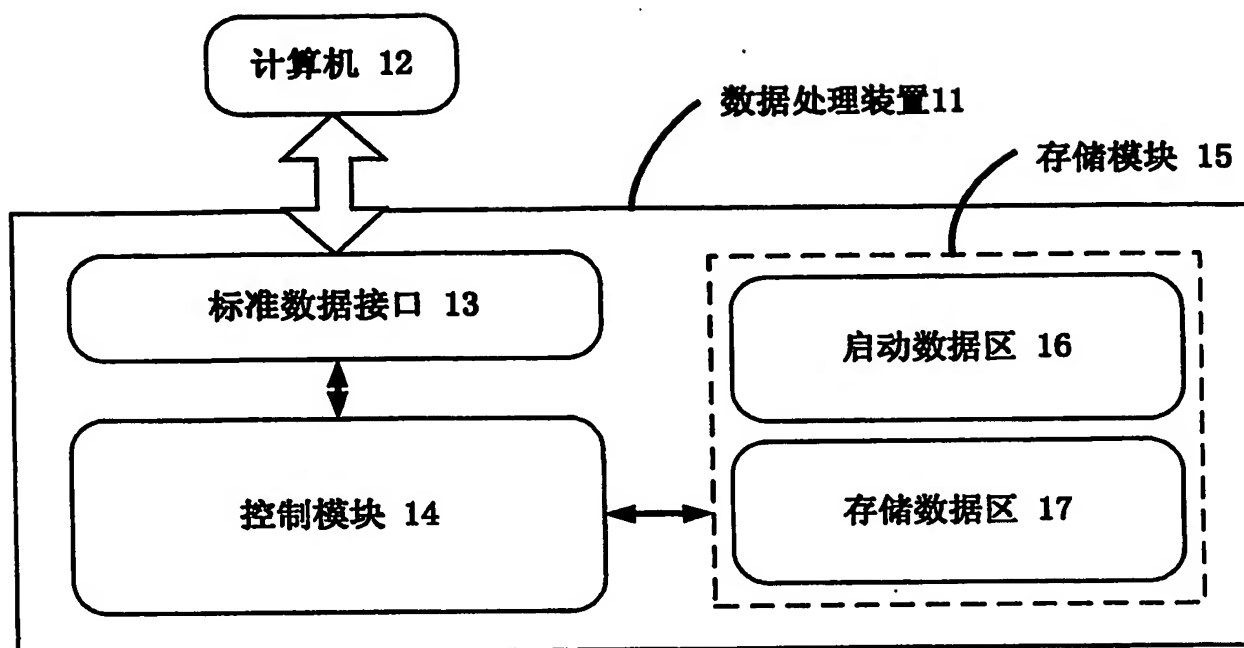 计算机 12
数据处理装置11
存储模块 15
标准数据接口 13
启动数据区 16
控制模块 14
存储数据区 17